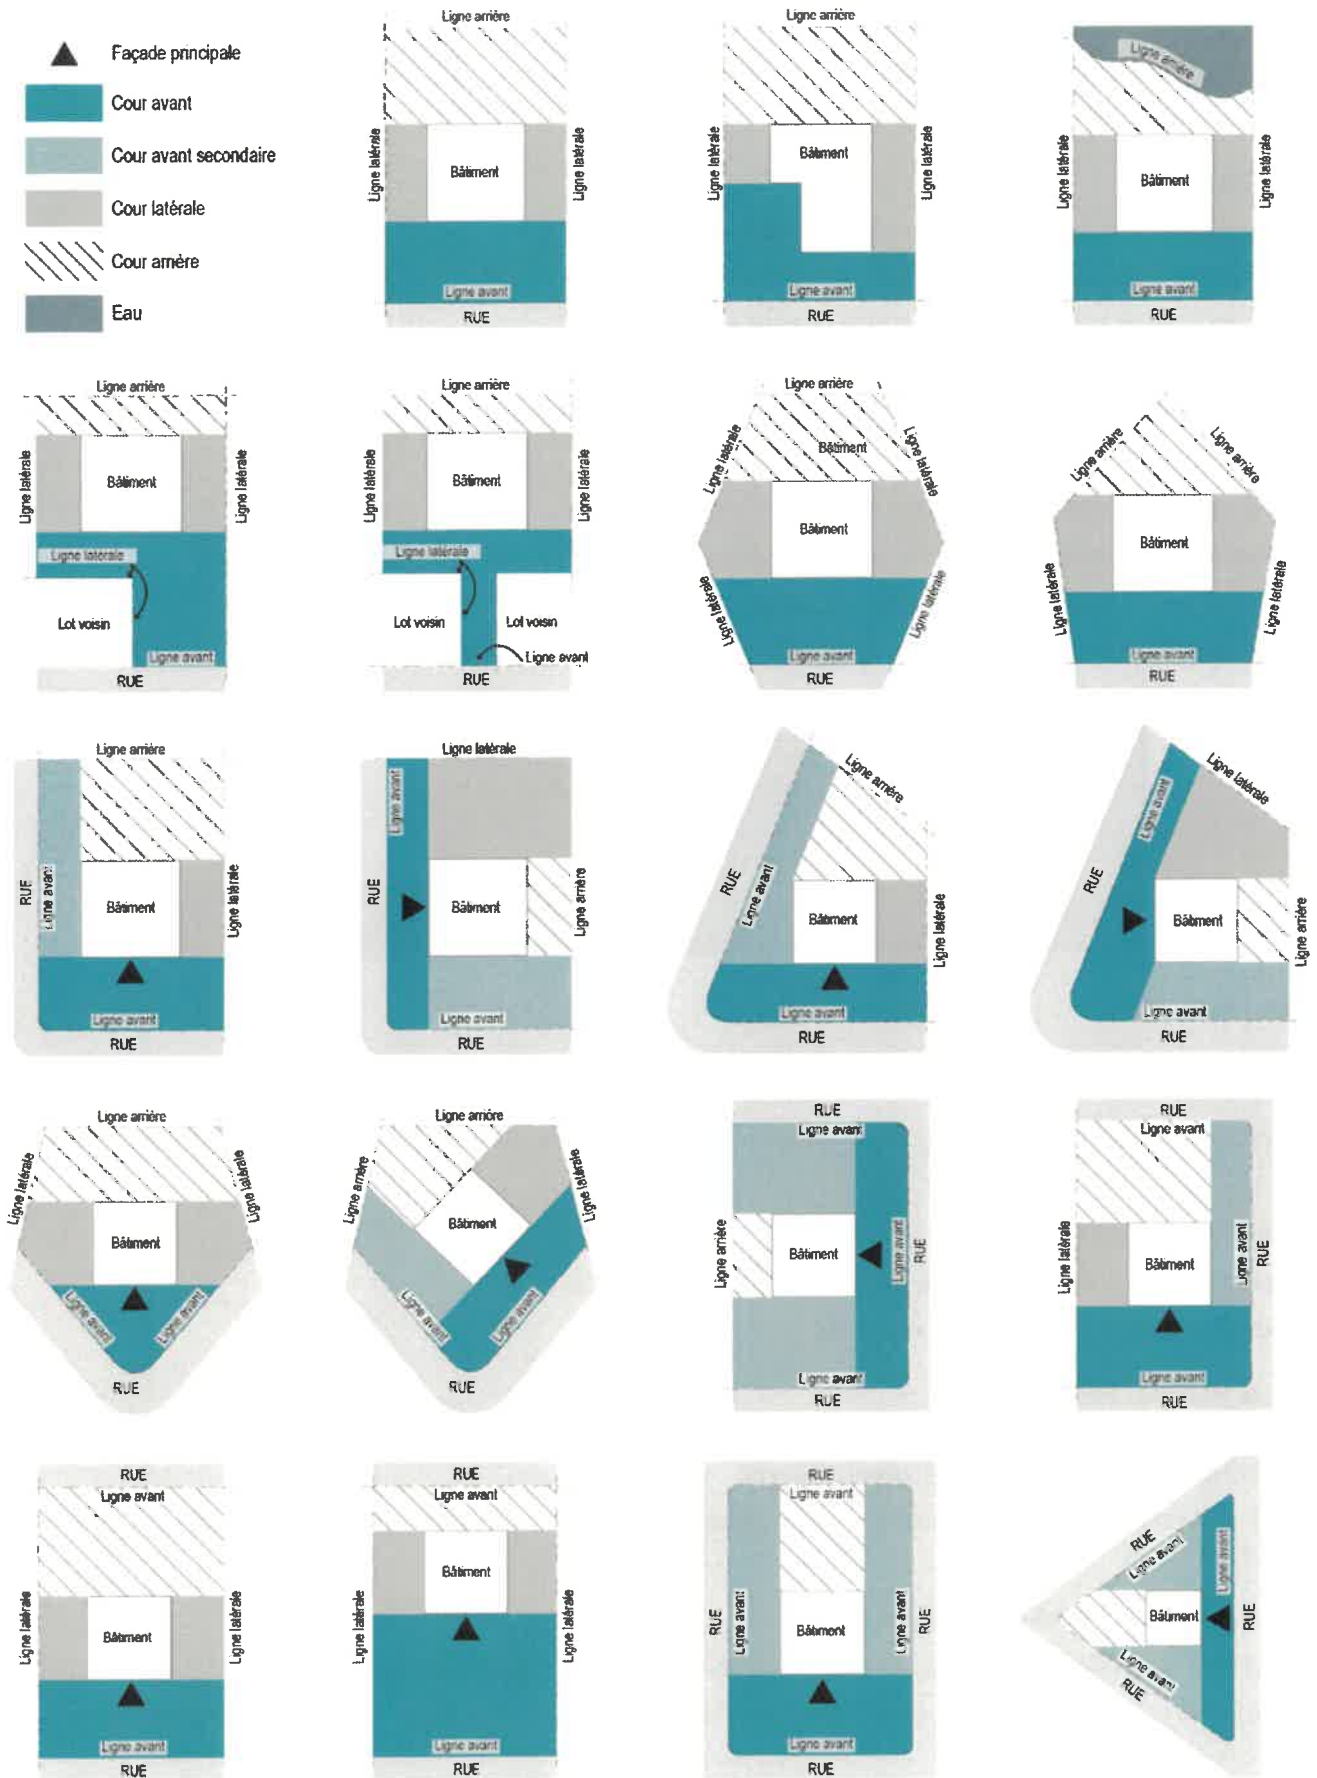 Façade principale
Cour avant
Cour avant secondaire
Cour latérale
Cour arrière
Eau
Ligne arrière
Ligne latérale
Bâtiment
Ligne latérale
Ligne avant
RUE
Ligne arrière
Ligne latérale
Bâtiment
Ligne latérale
Ligne avant
RUE
Ligne arrière
Ligne latérale
Bâtiment
Ligne latérale
Ligne avant
RUE
Ligne arrière
Ligne latérale
Bâtiment
Ligne latérale
Ligne latérale
Lot voisin
Ligne avant
RUE
Ligne arrière
Ligne latérale
Bâtiment
Ligne latérale
Ligne latérale
Lot voisin
Lot voisin
Ligne avant
RUE
Ligne arrière
Ligne latérale
Bâtiment
Ligne latérale
Bâtiment
Ligne latérale
Ligne latérale
Ligne avant
RUE
Ligne arrière
Ligne arrière
Bâtiment
Ligne latérale
Ligne latérale
Ligne avant
RUE
Ligne arrière
RUE
Ligne avant
Bâtiment
Ligne latérale
Ligne avant
RUE
Ligne latérale
Ligne avant
RUE
Bâtiment
Ligne arrière
Ligne avant
RUE
Ligne arrière
RUE
Ligne avant
Bâtiment
Ligne latérale
Ligne avant
RUE
Ligne latérale
Ligne avant
RUE
Bâtiment
Ligne arrière
Ligne avant
RUE
Ligne arrière
Ligne latérale
Ligne latérale
Bâtiment
Ligne avant
Ligne avant
RUE
Ligne arrière
Ligne arrière
Ligne latérale
Bâtiment
Ligne avant
Ligne avant
RUE
RUE
Ligne avant
Ligne arrière
Bâtiment
Ligne avant
RUE
Ligne avant
RUE
RUE
Ligne avant
Ligne latérale
Bâtiment
Ligne avant
RUE
Ligne avant
RUE
RUE
Ligne avant
Ligne latérale
Bâtiment
Ligne latérale
Ligne avant
RUE
RUE
Ligne avant
Bâtiment
Ligne latérale
Ligne latérale
Ligne avant
RUE
RUE
Ligne avant
RUE
Ligne avant
Bâtiment
Ligne avant
RUE
Ligne avant
RUE
RUE
Ligne avant
Ligne avant
Bâtiment
RUE
Ligne avant
RUE